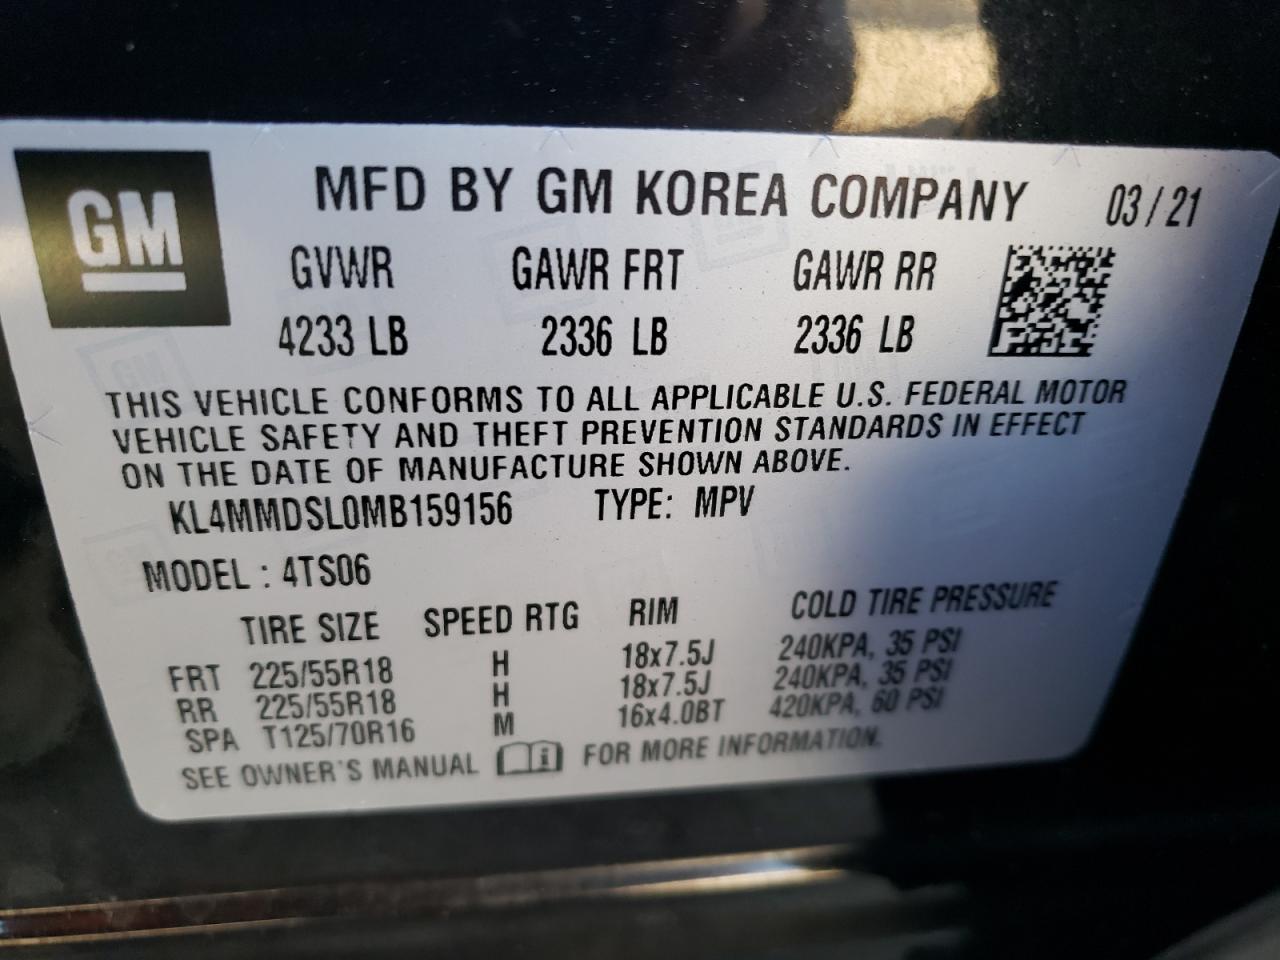 GM
MFD BY GM KOREA COMPANY 03/21
GVWR GAWR FRT GAWR RR
4233 LB 2336 LB 2336 LB
THIS VEHICLE CONFORMS TO ALL APPLICABLE U.S. FEDERAL MOTOR
VEHICLE SAFETY AND THEFT PREVENTION STANDARDS IN EFFECT
ON THE DATE OF MANUFACTURE SHOWN ABOVE.
KL4MMDSL0MB159156 TYPE: MPV
MODEL : 4TS06
TIRE SIZE SPEED RTG RIM COLD TIRE PRESSURE
FRT 225/55R18 H 18x7.5J 240KPA, 35 PSI
RR 225/55R18 H 18x7.5J 240KPA, 35 PSI
SPA T125/70R16 M 16x4.0BT 420KPA, 60 PSI
SEE OWNER'S MANUAL i FOR MORE INFORMATION.